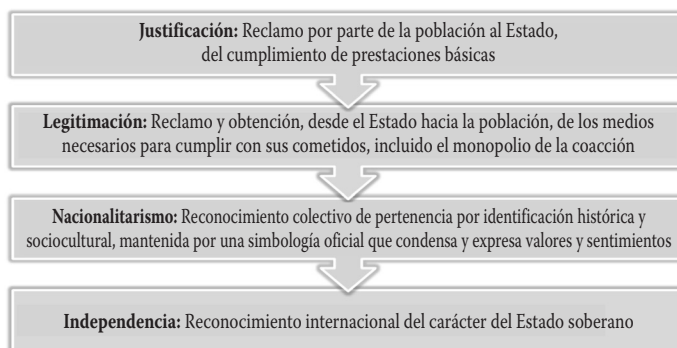 Justificación: Reclamo por parte de la población al Estado,
del cumplimiento de prestaciones básicas
Legitimación: Reclamo y obtención, desde el Estado hacia la población, de los medios
necesarios para cumplir con sus cometidos, incluido el monopolio de la coacción
Nacionalitarismo: Reconocimiento colectivo de pertenencia por identificación histórica y
sociocultural, mantenida por una simbología oficial que condensa y expresa valores y sentimientos
Independencia: Reconocimiento internacional del carácter del Estado soberano